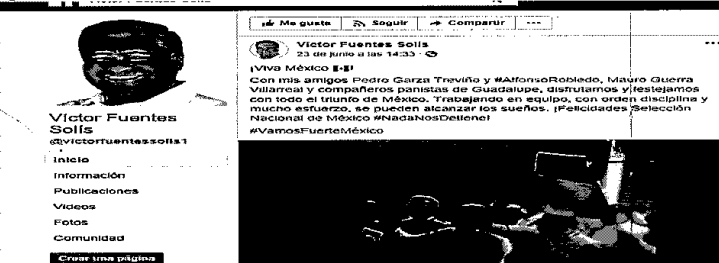 Me gusta Seguir Compartir ...
Víctor Fuentes Solís
23 de junio a las 14:33 ·
¡Viva México
Con mis amigos Pedro Garza Treviño y #AlfonsoRobledo, Mauro Guerra
Villarreal y compañeros panistas de Guadalupe, disfrutamos y festejamos
con todo el triunfo de México. Trabajando en equipo, con orden disciplina y
mucho esfuerzo, se pueden alcanzar los sueños. ¡Felicidades Selección
Nacional de México #NadaNosDetiene!
#VamosFuerteMéxico
Víctor Fuentes
Solís
@victorfuentessolis1
Inicio
Información
Publicaciones
Videos
Fotos
Comunidad
Crear una página